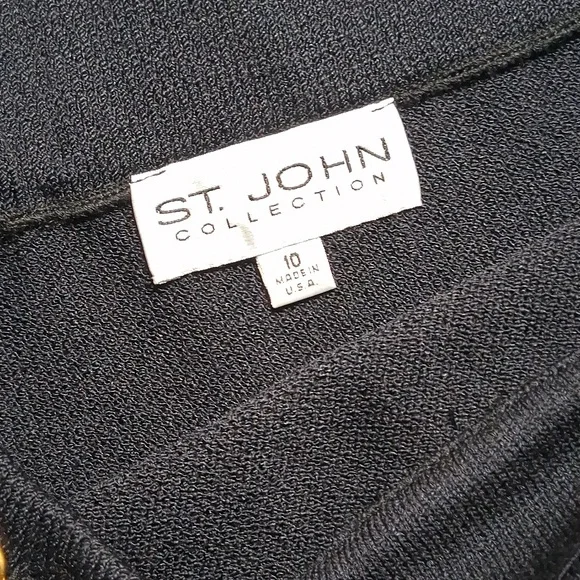 ST. JOHN
COLLECTION
10
MADE IN
U.S.A.